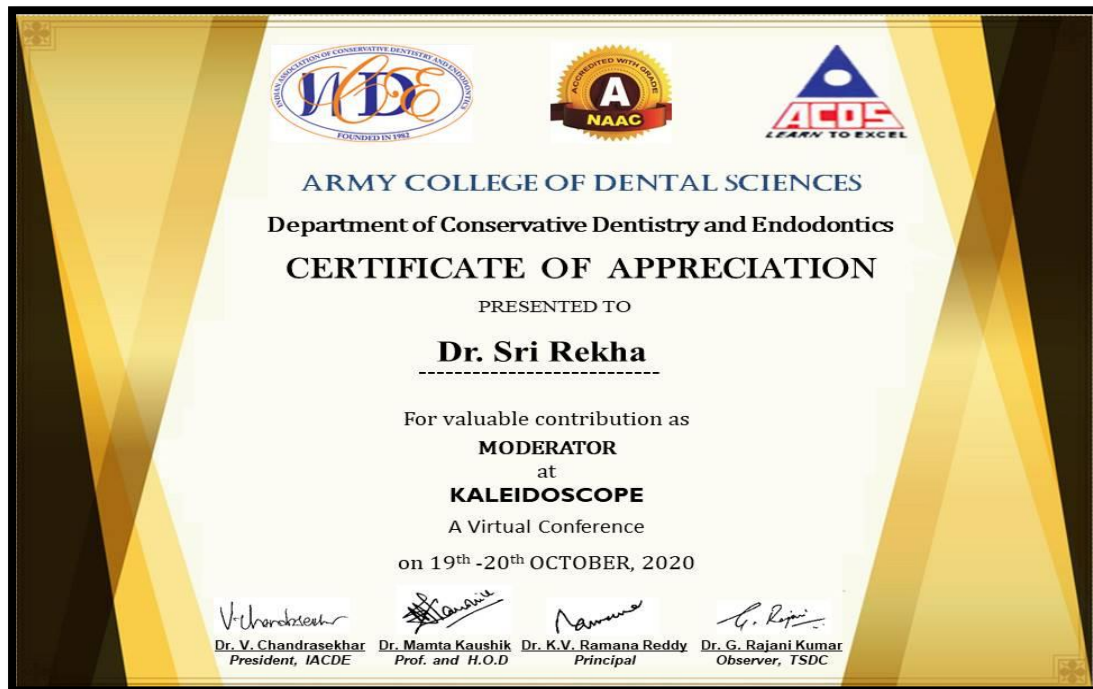 INDIAN ASSOCIATION OF CONSERVATIVE DENTISTRY AND ENDODONTICS
IACDE
FOUNDED IN 1982
ACCREDITED WITH GRADE
A
NAAC
ACDS
LEARN TO EXCEL
ARMY COLLEGE OF DENTAL SCIENCES
Department of Conservative Dentistry and Endodontics
CERTIFICATE OF APPRECIATION
PRESENTED TO
Dr. Sri Rekha
For valuable contribution as
MODERATOR
at
KALEIDOSCOPE
A Virtual Conference
on 19th -20th OCTOBER, 2020
V. Chandrasekhar
G. Rajani
Dr. V. Chandrasekhar Dr. Mamta Kaushik Dr. K.V. Ramana Reddy Dr. G. Rajani Kumar
President, IACDE Prof. and H.O.D Principal Observer, TSDC